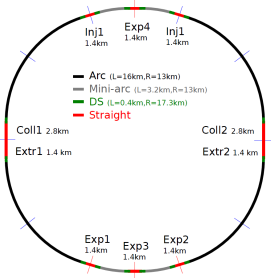 Inj1
1.4km
Exp4
1.4km
Inj1
1.4km
Arc (L=16km,R=13km)
Mini-arc (L=3.2km,R=13km)
DS (L=0.4km,R=17.3km)
Straight
Coll1 2.8km
Extr1 1.4 km
Coll2 2.8km
Extr2 1.4 km
Exp1
1.4km
Exp3
1.4km
Exp2
1.4km